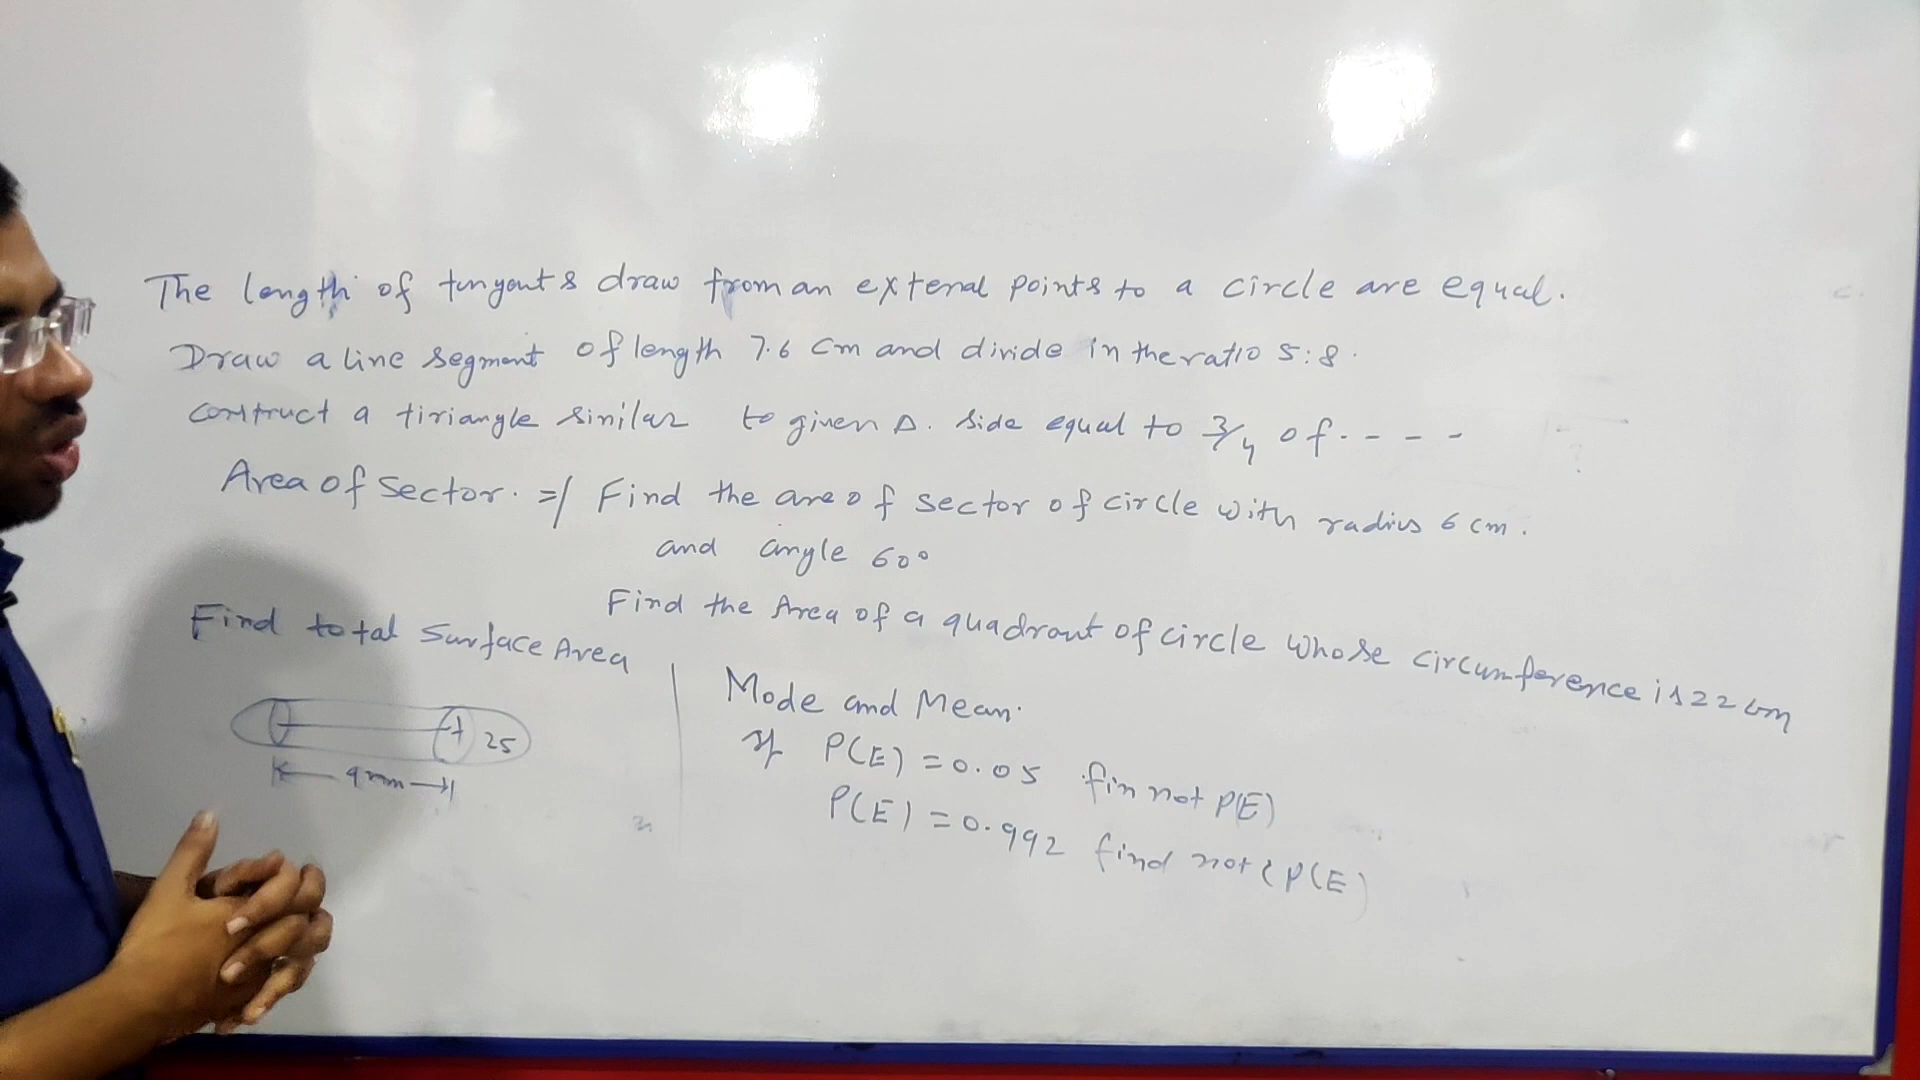 The length of tangents draw from an external points to a circle are equal.
Draw a line segment of length 7.6 cm and divide in the ratio 5:8.
construct a tiriangle similar to given Δ. side equal to 3/4 of - - - -
Area of Sector. => Find the are of sector of circle with radius 6 cm.
and angle 60°
Find the Area of a quadrant of circle whose circumference is 22 cm
Find total Surface Area
25
9 mm
Mode and Mean.
If P(E) = 0.05 fin not P(E)
P(E) = 0.992 find not P(E)